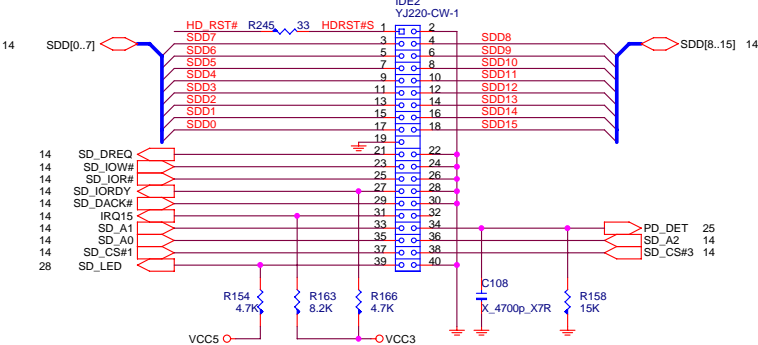 IDE2
YJ220-CW-1
HD_RST# R245 33 HDRST#S 1 2
14 SDD[0..7] SDD7 3 4 SDD8 SDD[8..15] 14
SDD6 5 6 SDD9
SDD5 7 8 SDD10
SDD4 9 10 SDD11
SDD3 11 12 SDD12
SDD2 13 14 SDD13
SDD1 15 16 SDD14
SDD0 17 18 SDD15
19
14 SD_DREQ 21 22
14 SD_IOW# 23 24
14 SD_IOR# 25 26
14 SD_IORDY 27 28
14 SD_DACK# 29 30
14 IRQ15 31 32
14 SD_A1 33 34 PD_DET 25
14 SD_A0 35 36 SD_A2 14
14 SD_CS#1 37 38 SD_CS#3 14
28 SD_LED 39 40
C108
R154 R163 R166 R158
4.7K 8.2K 4.7K X_4700p_X7R 15K
VCC5 VCC3